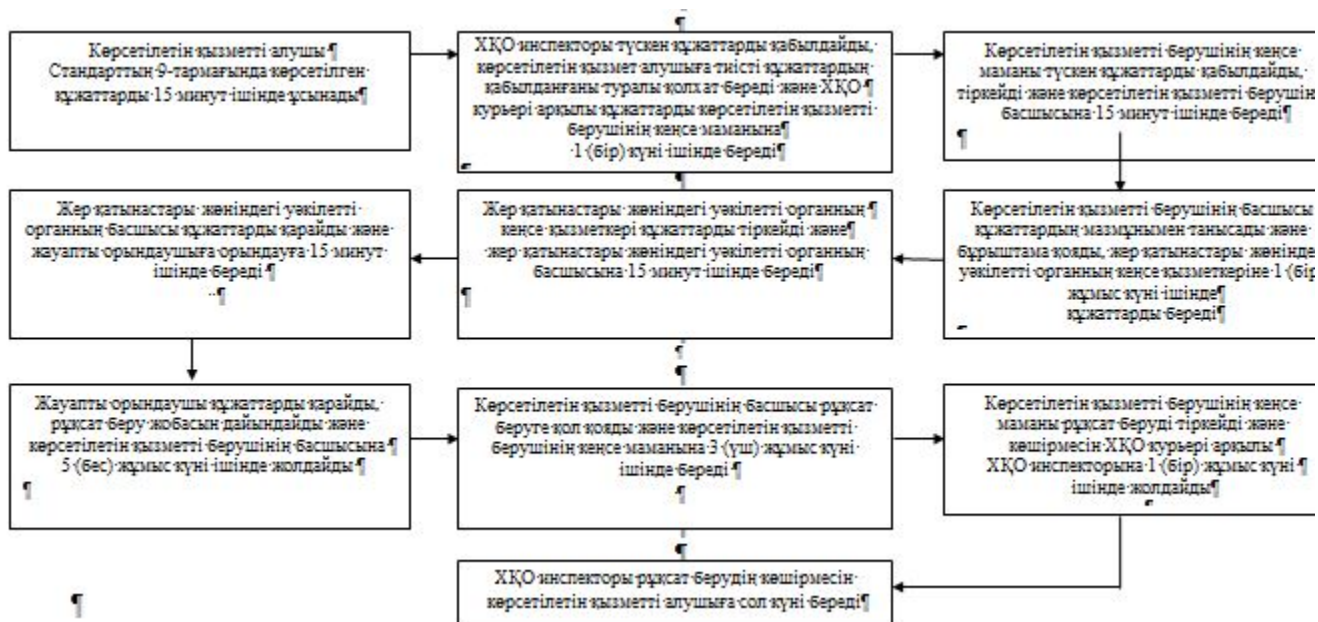 Көрсетілетін қызметті алушы
Стандарттың 9-тармағында көрсетілген
құжаттарды 15 минут ішінде ұсынады
ХҚО инспекторы түскен құжаттарды қабылдайды,
көрсетілетін қызмет алушыға тиісті құжаттардың
қабылданғаны туралы қолхат береді және ХҚО
курьері арқылы құжаттарды көрсетілетін қызметті
берушінің кеңсе маманына
1 (бір) күні ішінде береді
Көрсетілетін қызметті берушінің кеңсе
маманы түскен құжаттарды қабылдайды,
тіркейді және көрсетілетін қызметті берушін
басшысына 15 минут ішінде береді
Көрсетілетін қызметті берушінің басшысы
құжаттардың мазмұнымен танысады және
бұрыштама қояды, жер қатынастары жөнінде
уәкілетті органның кеңсе қызметкеріне 1 (бір
жұмыс күні ішінде
құжаттарды береді
Жер қатынастары жөніндегі уәкілетті органның
кеңсе қызметкері құжаттарды тіркейді және
жер қатынастары жөніндегі уәкілетті органның
басшысына 15 минут ішінде береді
Жер қатынастары жөніндегі уәкілетті
органның басшысы құжаттарды қарайды және
жауапты орындаушыға орындауға 15 минут
ішінде береді
Жауапты орындаушы құжаттарды қарайды,
рұқсат беру жобасын дайындайды және
көрсетілетін қызметті берушінің басшысына
5 (бес) жұмыс күні ішінде жолдайды
Көрсетілетін қызметті берушінің басшысы рұқсат
беруге қол қояды және көрсетілетін қызметті
берушінің кеңсе маманына 3 (үш) жұмыс күні
ішінде береді
Көрсетілетін қызметті берушінің кеңсе
маманы рұқсат беруді тіркейді және
көшірмесін ХҚО курьері арқылы
ХҚО инспекторына 1 (бір) жұмыс күні
ішінде жолдайды
ХҚО инспекторы рұқсат берудің көшірмесін
көрсетілетін қызметті алушыға сол күні береді